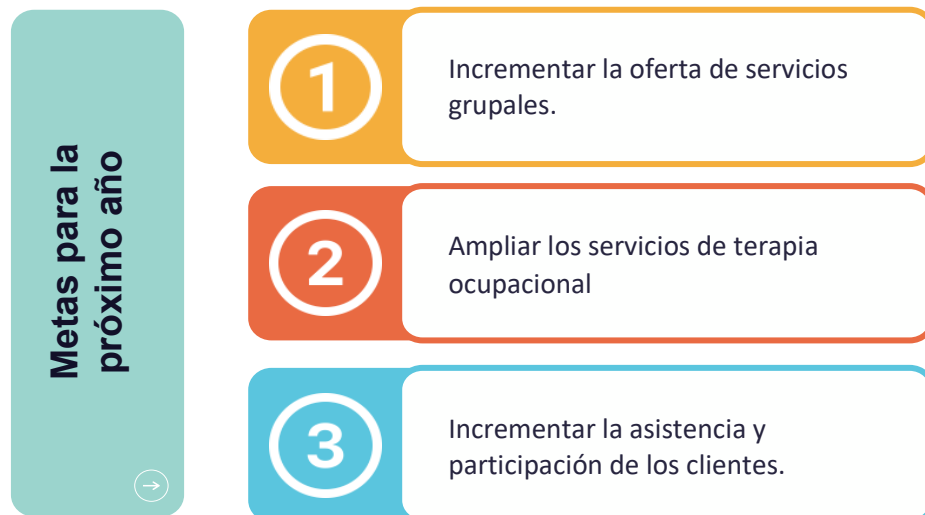 Metas para la
próximo año
1
Incrementar la oferta de servicios
grupales.
2
Ampliar los servicios de terapia
ocupacional
3
Incrementar la asistencia y
participación de los clientes.